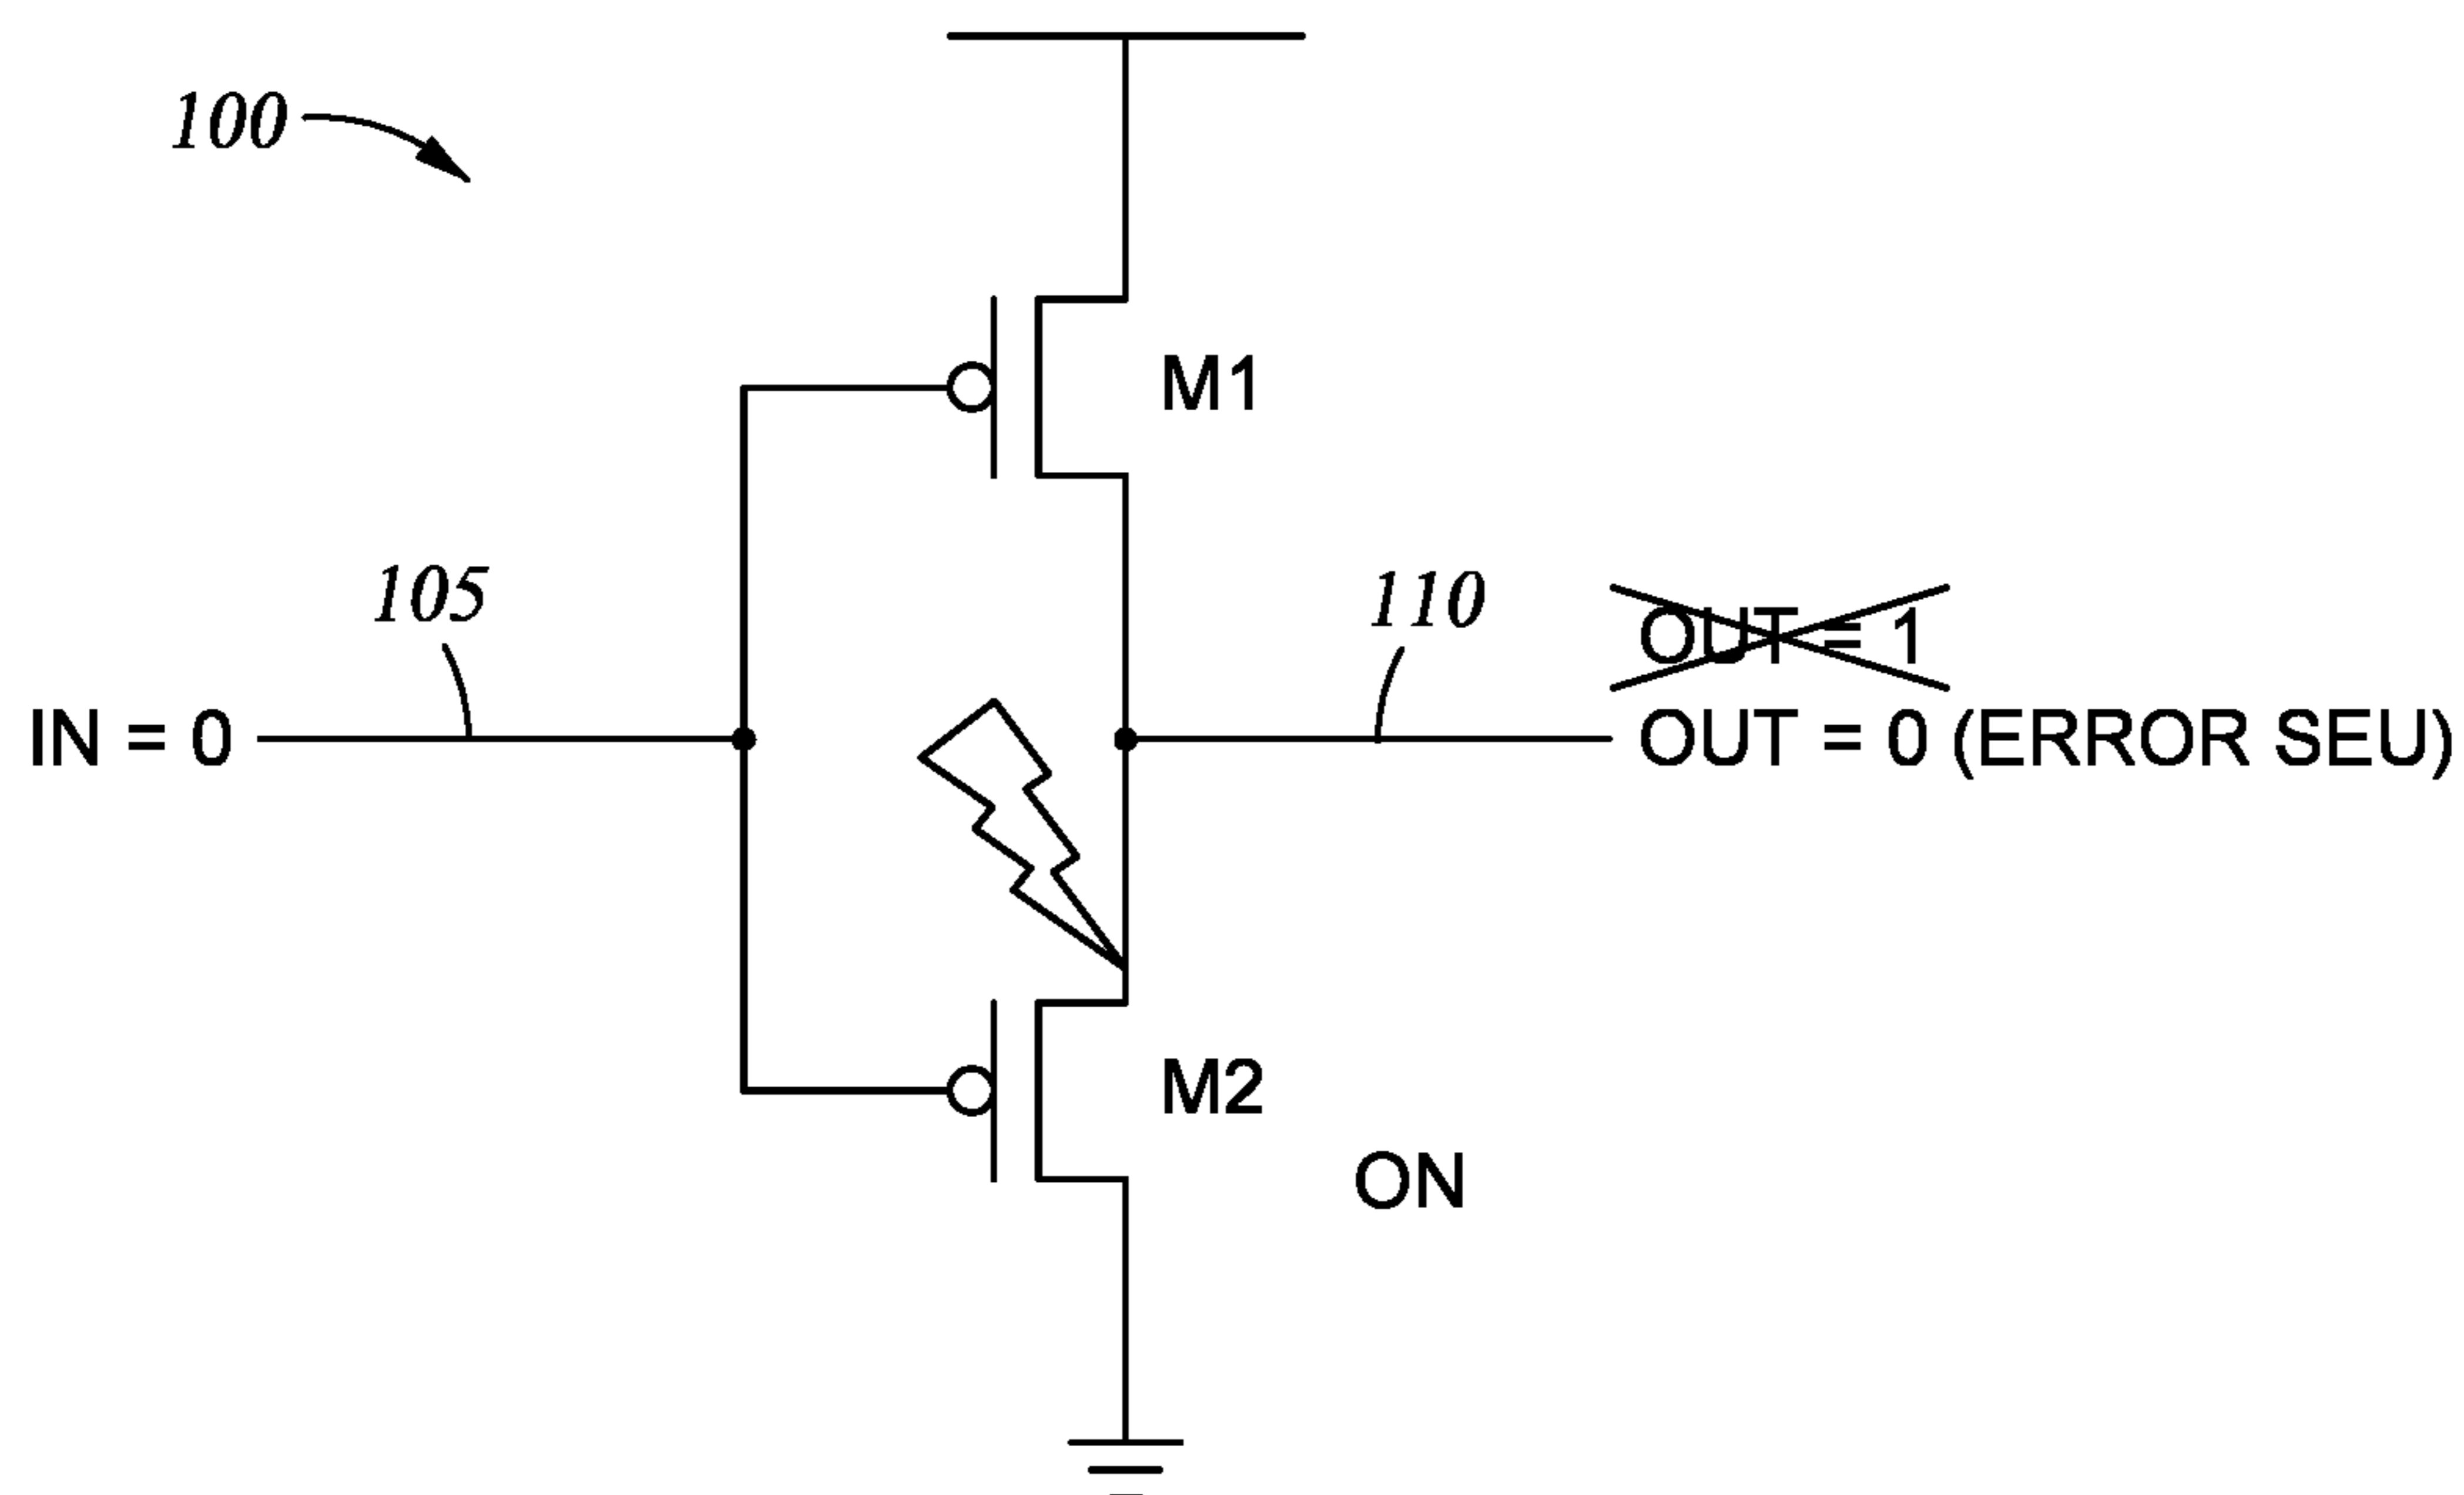 100
M1
105
110
OUT = 1
IN = 0
OUT = 0 (ERROR SEU)
M2
ON